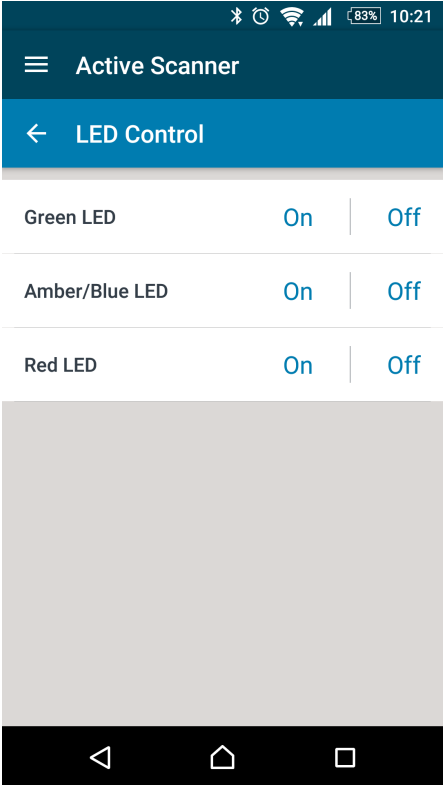 83% 10:21
Active Scanner
LED Control
Green LED On Off
Amber/Blue LED On Off
Red LED On Off